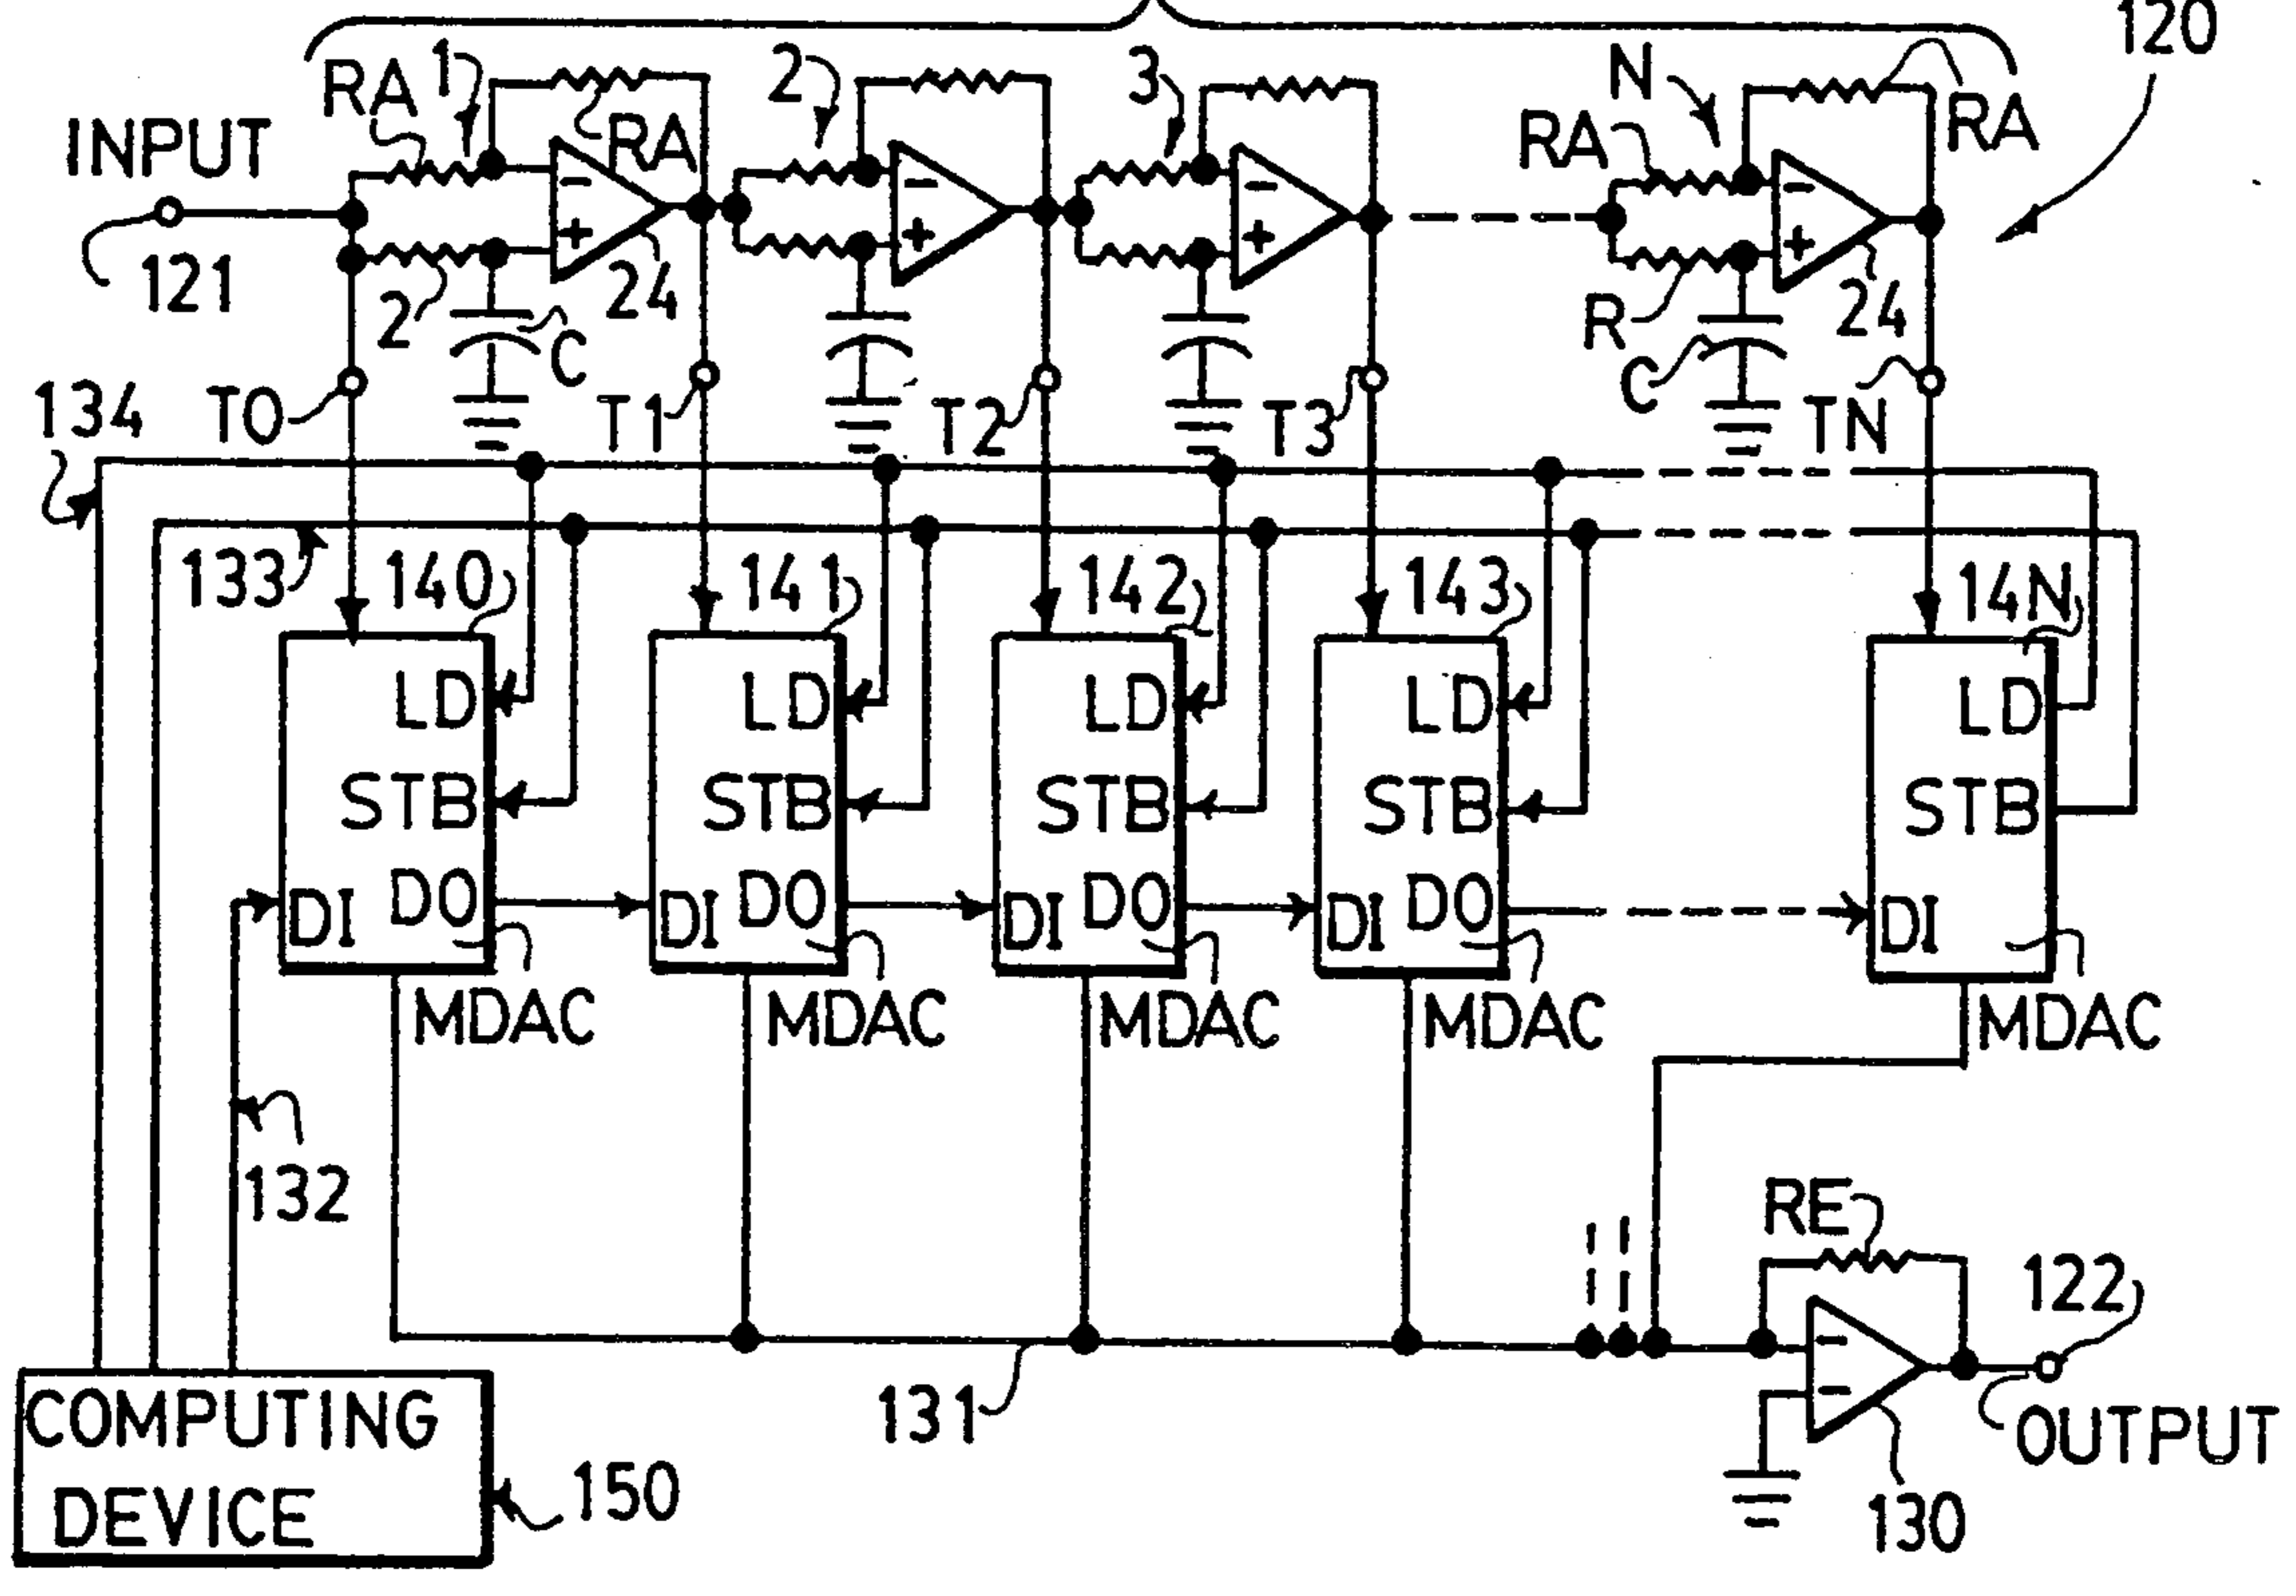 120
RA 1 2 3 N
INPUT RA RA RA
- - - -
+ + + +
121 2 24 C R C 24
134 T0 T1 T2 T3 TN
133 140 141 142 143 14N
LD LD LD LD LD
STB STB STB STB STB
DI DO DI DO DI DO DI DO DI
MDAC MDAC MDAC MDAC MDAC
132
RE
122
-
-
131
OUTPUT
COMPUTING
DEVICE
150
130